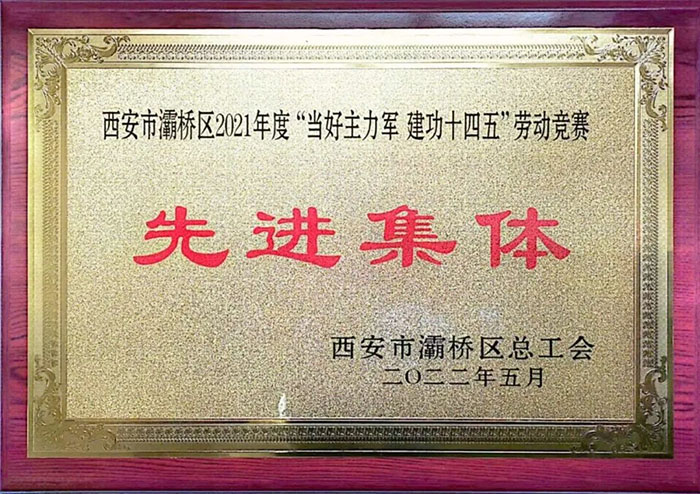 西安市灞桥区2021年度“当好主力军 建功十四五”劳动竞赛
先进集体
西安市灞桥区总工会
二〇二二年五月